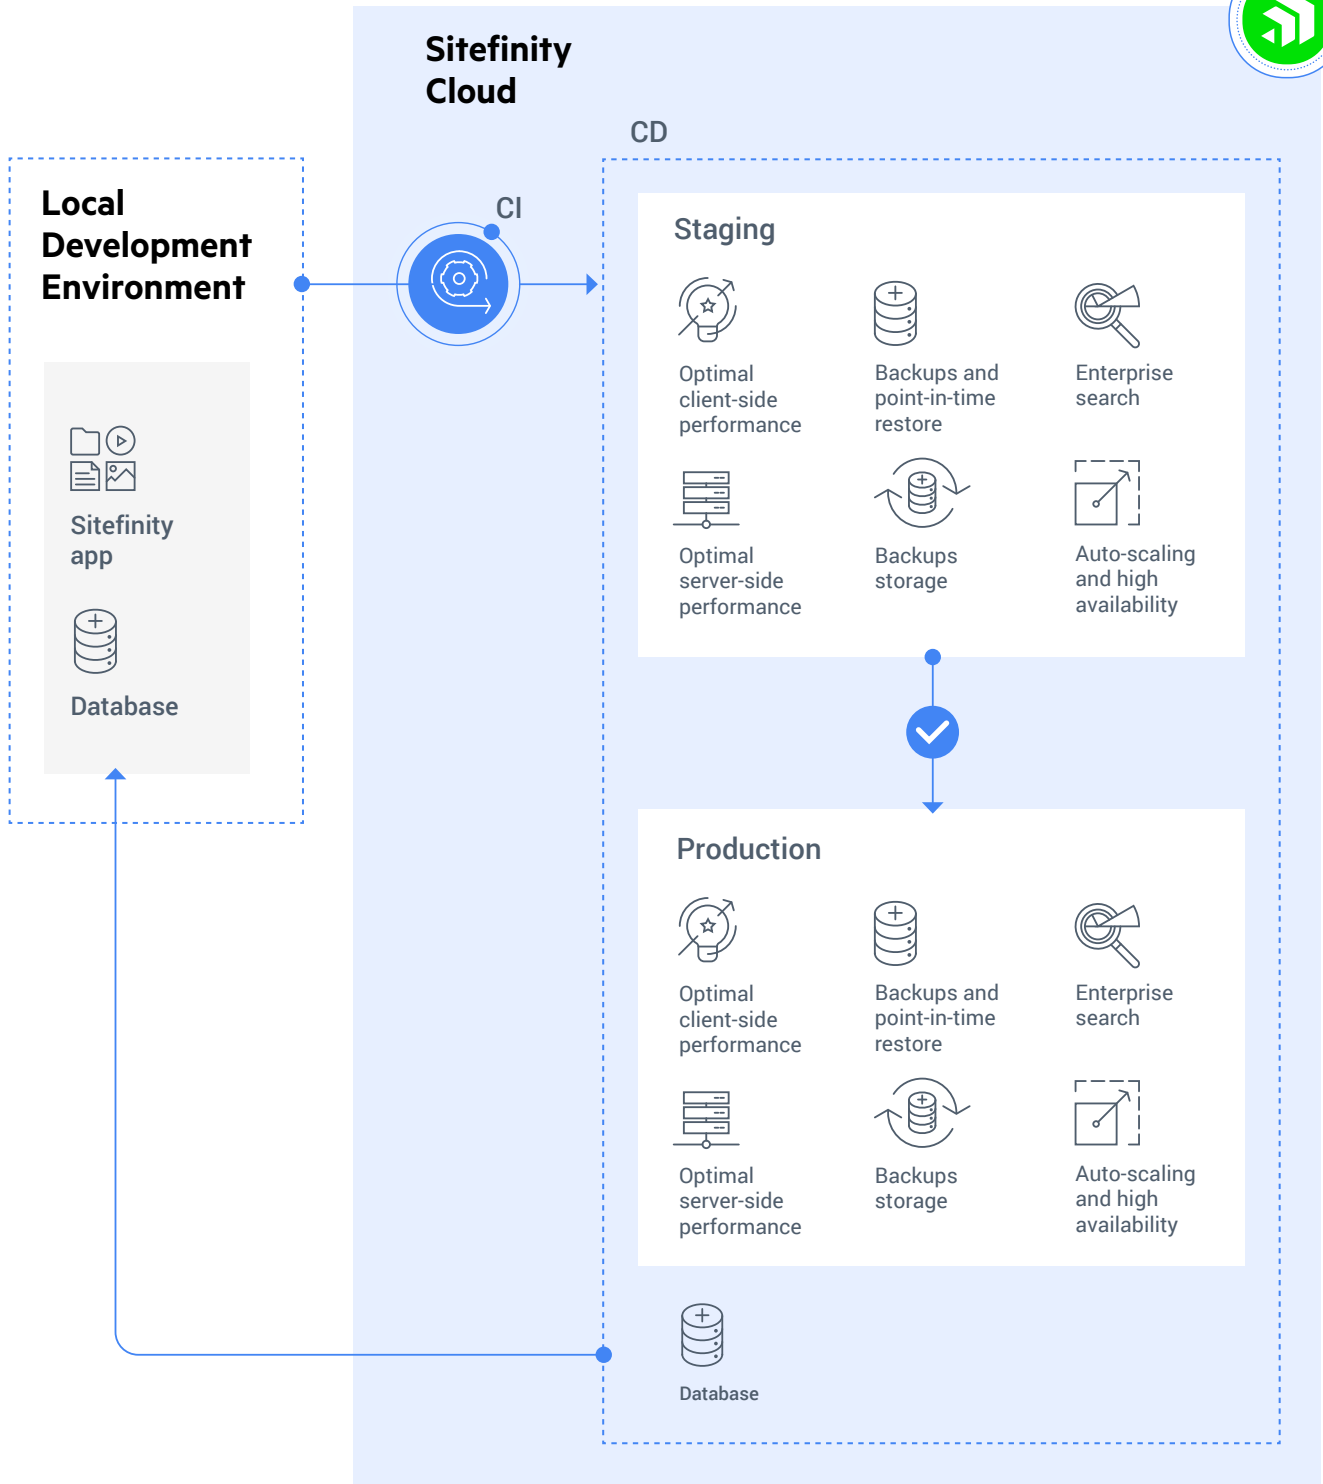 Sitefinity
Cloud
CD
Local
Development
Environment
CI
Sitefinity
app
Database
Staging
Optimal
client-side
performance
Backups and
point-in-time
restore
Enterprise
search
Optimal
server-side
performance
Backups
storage
Auto-scaling
and high
availability
Production
Optimal
client-side
performance
Backups and
point-in-time
restore
Enterprise
search
Optimal
server-side
performance
Backups
storage
Auto-scaling
and high
availability
Database